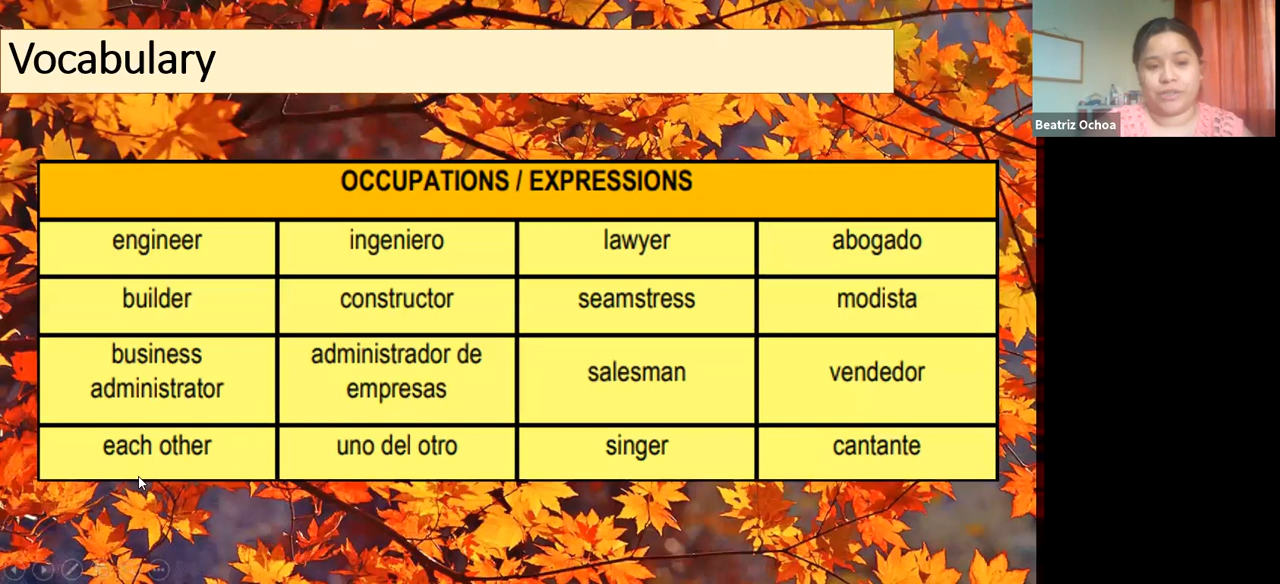 Vocabulary
Beatriz Ochoa
OCCUPATIONS / EXPRESSIONS
engineer ingeniero lawyer abogado
builder constructor seamstress modista
business administrator administrador de empresas salesman vendedor
each other uno del otro singer cantante